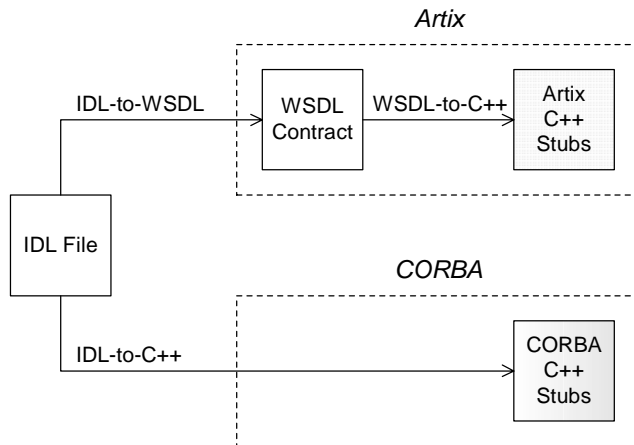 Artix
IDL-to-WSDL
WSDL
Contract
WSDL-to-C++
Artix
C++
Stubs
IDL File
CORBA
IDL-to-C++
CORBA
C++
Stubs